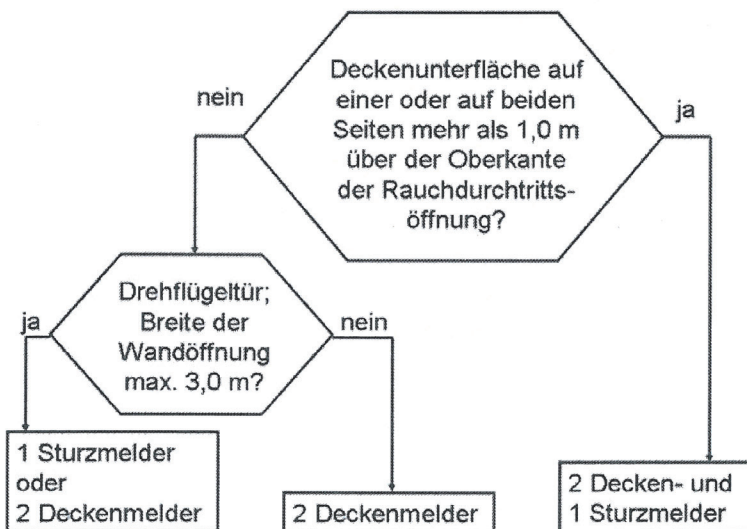 Deckenunterfläche auf
einer oder auf beiden
Seiten mehr als 1,0 m
über der Oberkante
der Rauchdurchtritts-
öffnung?
nein
ja
Drehflügeltür;
Breite der
Wandöffnung
max. 3,0 m?
ja
nein
1 Sturzmelder
oder
2 Deckenmelder
2 Deckenmelder
2 Decken- und
1 Sturzmelder